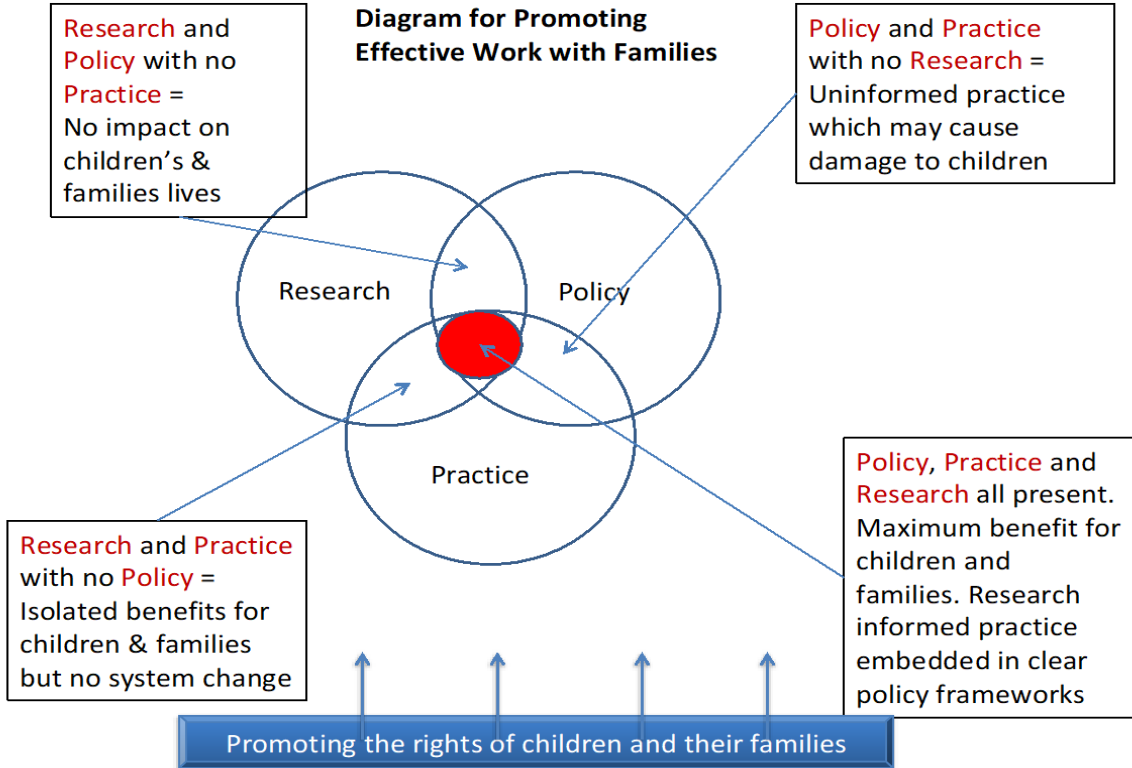 Diagram for Promoting
Effective Work with Families
Research and
Policy with no
Practice =
No impact on
children's &
families lives
Policy and Practice
with no Research =
Uninformed practice
which may cause
damage to children
Research
Policy
Practice
Research and Practice
with no Policy =
Isolated benefits for
children & families
but no system change
Policy, Practice and
Research all present.
Maximum benefit for
children and
families. Research
informed practice
embedded in clear
policy frameworks
Promoting the rights of children and their families